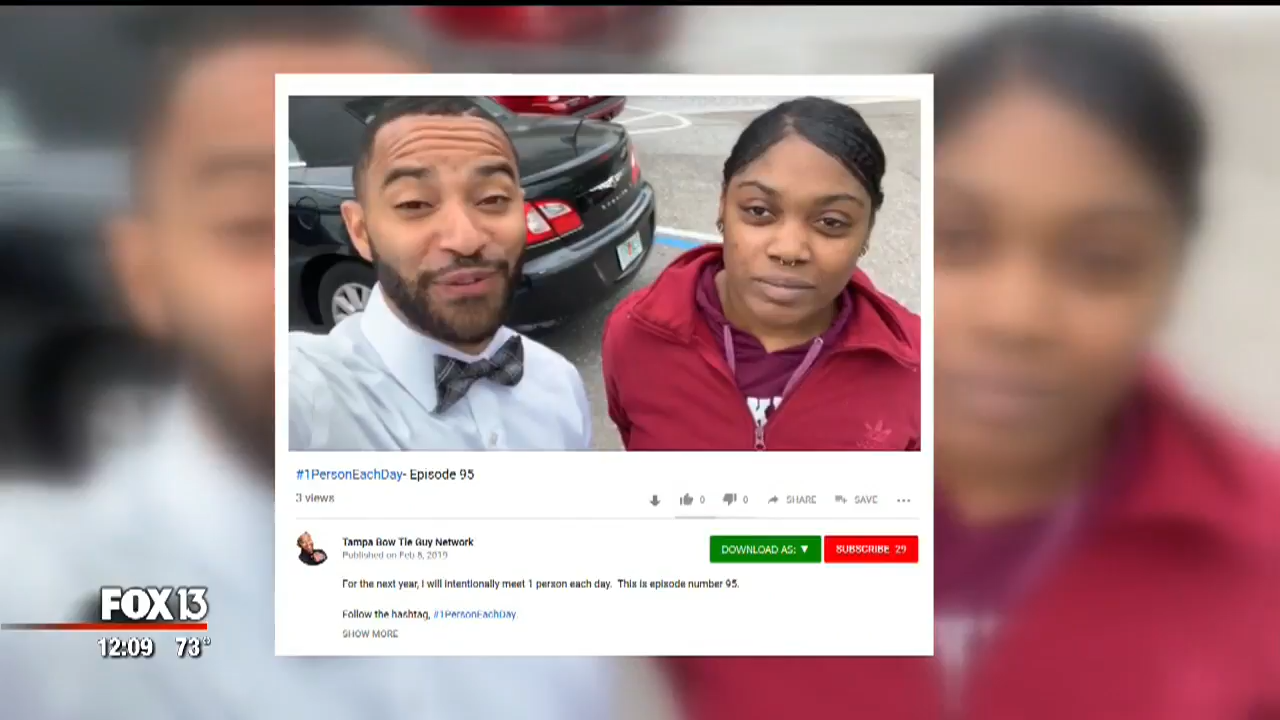 #1PersonEachDay- Episode 95
3 views
0
0
SHARE
SAVE
Tampa Bow Tie Guy Network
Published on Feb 8, 2019
DOWNLOAD AS: ▼
SUBSCRIBE 29
For the next year, I will intentionally meet 1 person each day. This is episode number 95.
Follow the hashtag, #1PersonEachDay.
SHOW MORE
FOX 13
12:09 73°